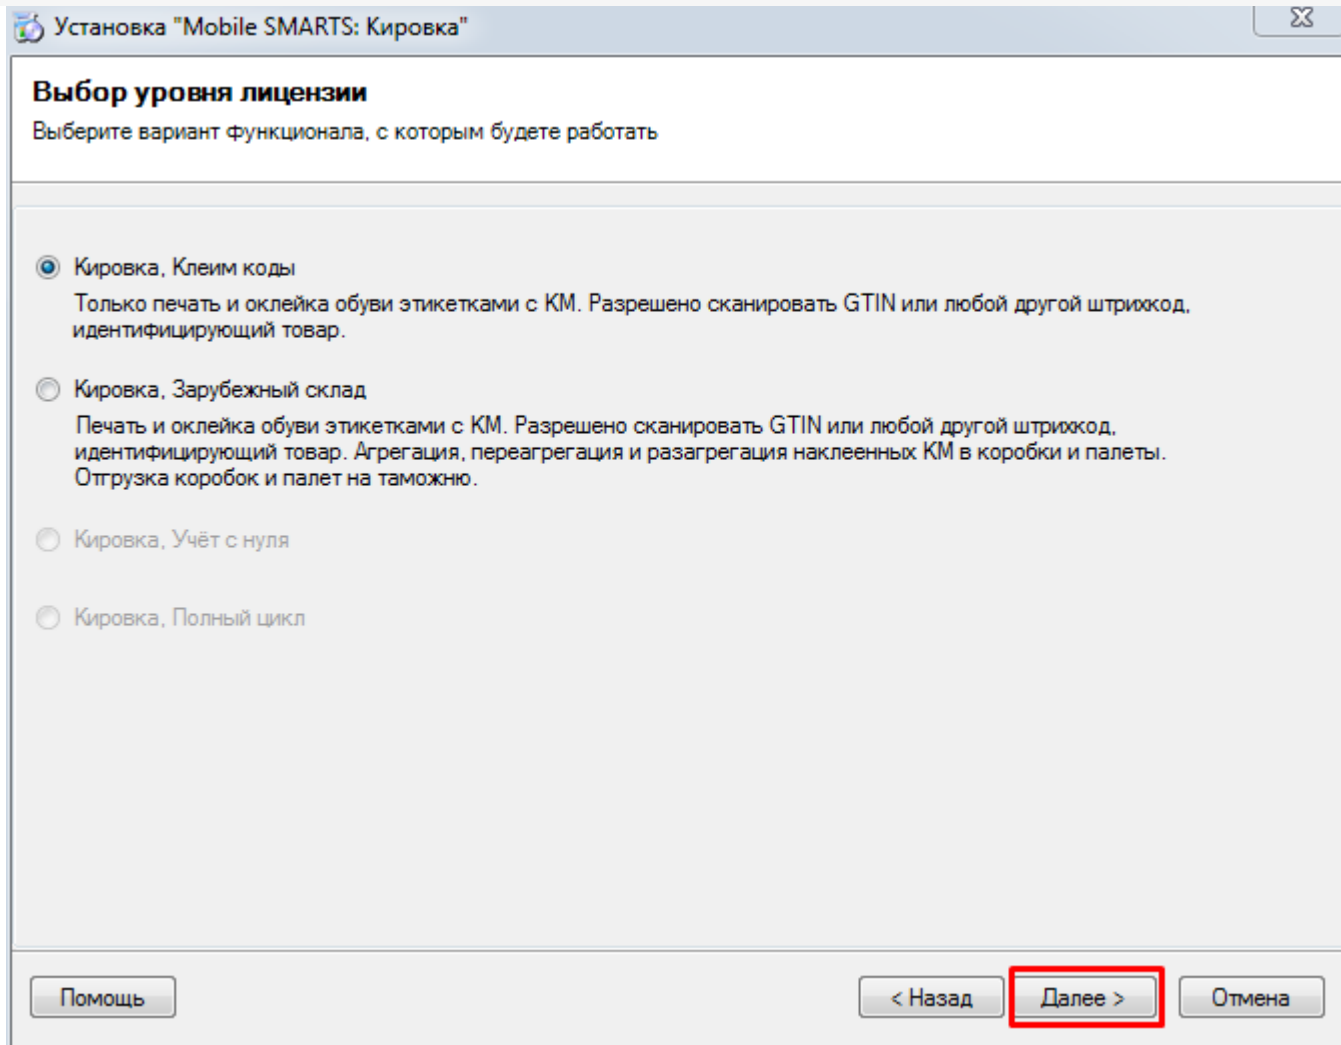 Установка "Mobile SMARTS: Кировка"
Выбор уровня лицензии
Выберите вариант функционала, с которым будете работать
Кировка, Клеим коды
Только печать и оклейка обуви этикетками с КМ. Разрешено сканировать GTIN или любой другой штрихкод,
идентифицирующий товар.
Кировка, Зарубежный склад
Печать и оклейка обуви этикетками с КМ. Разрешено сканировать GTIN или любой другой штрихкод,
идентифицирующий товар. Агрегация, переагрегация и разагрегация наклеенных КМ в коробки и палеты.
Отгрузка коробок и палет на таможню.
Кировка, Учёт с нуля
Кировка, Полный цикл
Помощь
< Назад
Далее >
Отмена